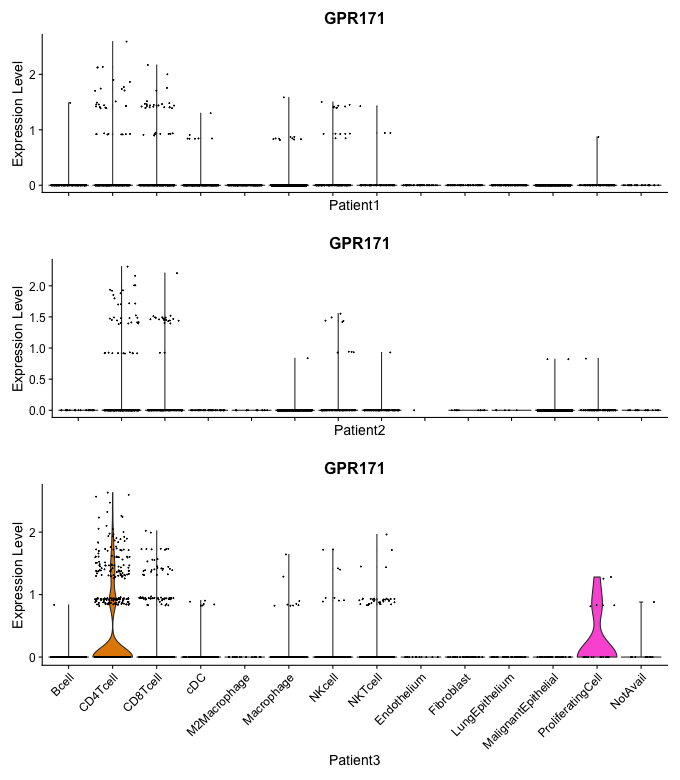 GPR171
Expression Level
2
1
0
Patient1
GPR171
Expression Level
2.0
1.5
1.0
0.5
0.0
Patient2
GPR171
Expression Level
2
1
0
Bcell
CD4Tcell
CD8Tcell
cDC
M2Macrophage
Macrophage
NKcell
NKTcell
Endothelium
Fibroblast
LungEpithelium
MalignantEpithelial
ProliferatingCell
NotAvail
Patient3